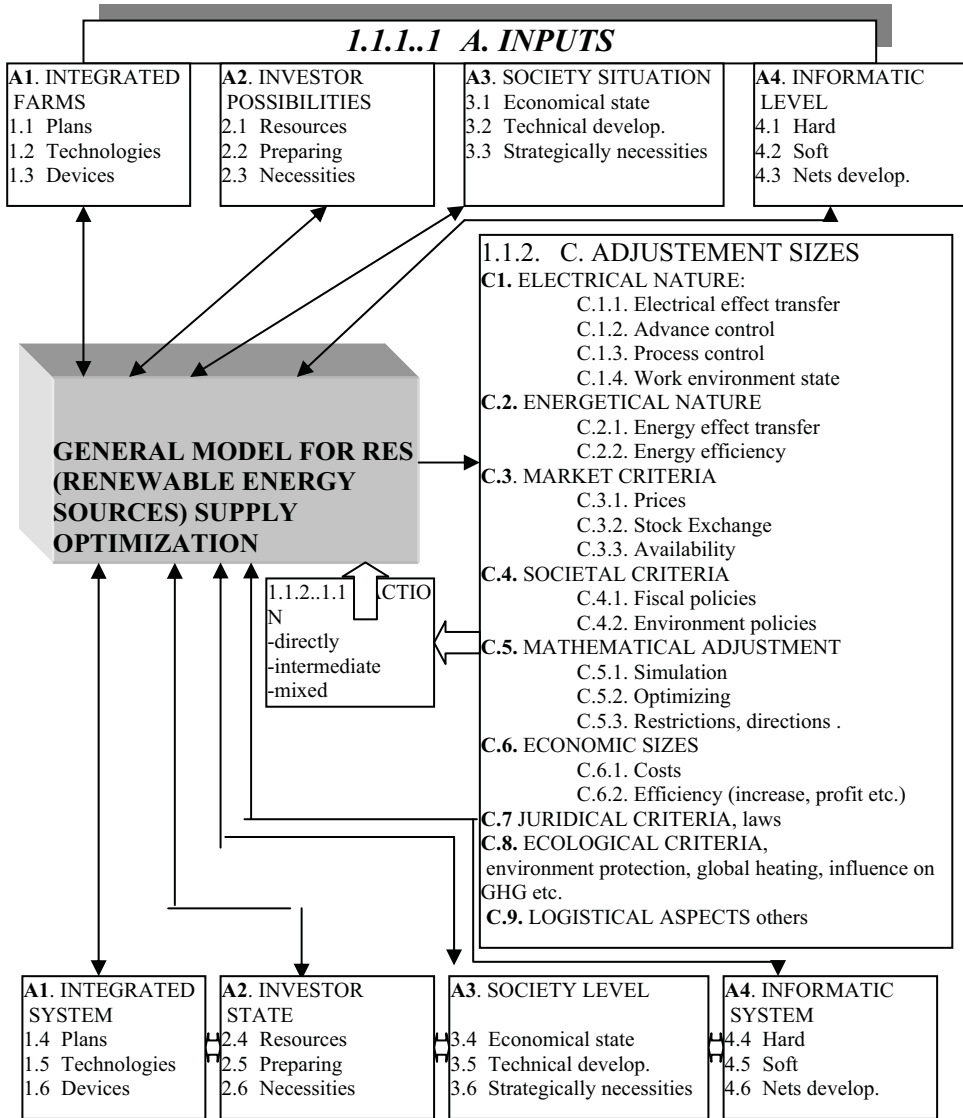 1.1.1..1 A. INPUTS
A1. INTEGRATED
FARMS
1.1 Plans
1.2 Technologies
1.3 Devices
A2. INVESTOR
POSSIBILITIES
2.1 Resources
2.2 Preparing
2.3 Necessities
A3. SOCIETY SITUATION
3.1 Economical state
3.2 Technical develop.
3.3 Strategically necessities
A4. INFORMATIC
LEVEL
4.1 Hard
4.2 Soft
4.3 Nets develop.
GENERAL MODEL FOR RES
(RENEWABLE ENERGY
SOURCES) SUPPLY
OPTIMIZATION
1.1.2. C. ADJUSTEMENT SIZES
C1. ELECTRICAL NATURE:
C.1.1. Electrical effect transfer
C.1.2. Advance control
C.1.3. Process control
C.1.4. Work environment state
C.2. ENERGETICAL NATURE
C.2.1. Energy effect transfer
C.2.2. Energy efficiency
C.3. MARKET CRITERIA
C.3.1. Prices
C.3.2. Stock Exchange
C.3.3. Availability
C.4. SOCIETAL CRITERIA
C.4.1. Fiscal policies
C.4.2. Environment policies
C.5. MATHEMATICAL ADJUSTMENT
C.5.1. Simulation
C.5.2. Optimizing
C.5.3. Restrictions, directions .
C.6. ECONOMIC SIZES
C.6.1. Costs
C.6.2. Efficiency (increase, profit etc.)
C.7 JURIDICAL CRITERIA, laws
C.8. ECOLOGICAL CRITERIA,
environment protection, global heating, influence on
GHG etc.
C.9. LOGISTICAL ASPECTS others
1.1.2..1.1 ACTIO
N
-directly
-intermediate
-mixed
A1. INTEGRATED
SYSTEM
1.4 Plans
1.5 Technologies
1.6 Devices
A2. INVESTOR
STATE
2.4 Resources
2.5 Preparing
2.6 Necessities
A3. SOCIETY LEVEL
3.4 Economical state
3.5 Technical develop.
3.6 Strategically necessities
A4. INFORMATIC
SYSTEM
4.4 Hard
4.5 Soft
4.6 Nets develop.